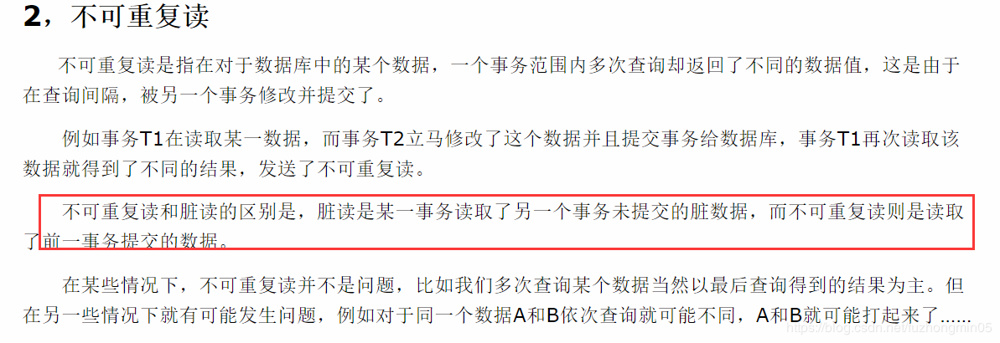 2，不可重复读
不可重复读是指在对于数据库中的某个数据，一个事务范围内多次查询却返回了不同的数据值，这是由于
在查询间隔，被另一个事务修改并提交了。
例如事务T1在读取某一数据，而事务T2立马修改了这个数据并且提交事务给数据库，事务T1再次读取该
数据就得到了不同的结果，发送了不可重复读。
不可重复读和脏读的区别是，脏读是某一事务读取了另一个事务未提交的脏数据，而不可重复读则是读取
了前一事务提交的数据。
在某些情况下，不可重复读并不是问题，比如我们多次查询某个数据当然以最后查询得到的结果为主。但
在另一些情况下就有可能发生问题，例如对于同一个数据A和B依次查询就可能不同，A和B就可能打起来了……
https://blog.csdn.net/fuzhongmin05